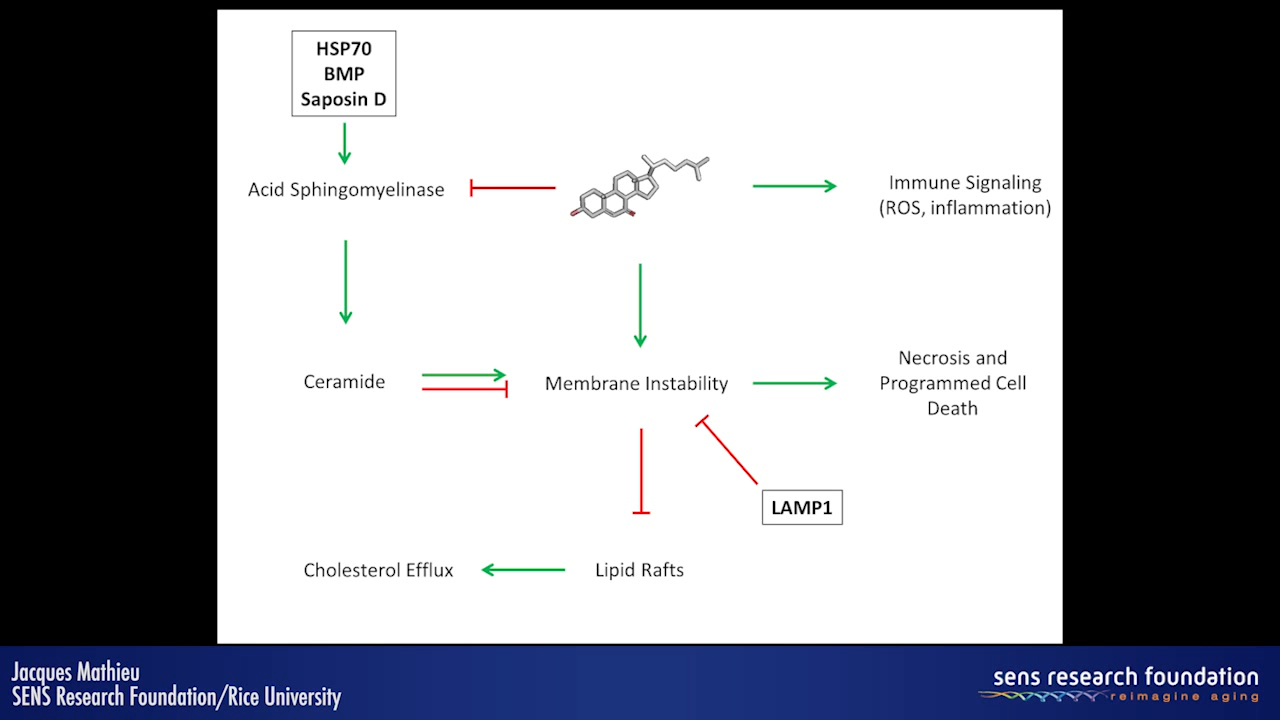 HSP70
BMP
Saposin D
Acid Sphingomyelinase
Immune Signaling
(ROS, inflammation)
Ceramide
Membrane Instability
Necrosis and
Programmed Cell
Death
LAMP1
Cholesterol Efflux
Lipid Rafts
Jacques Mathieu
SENS Research Foundation/Rice University
sens research foundation
reimagine aging